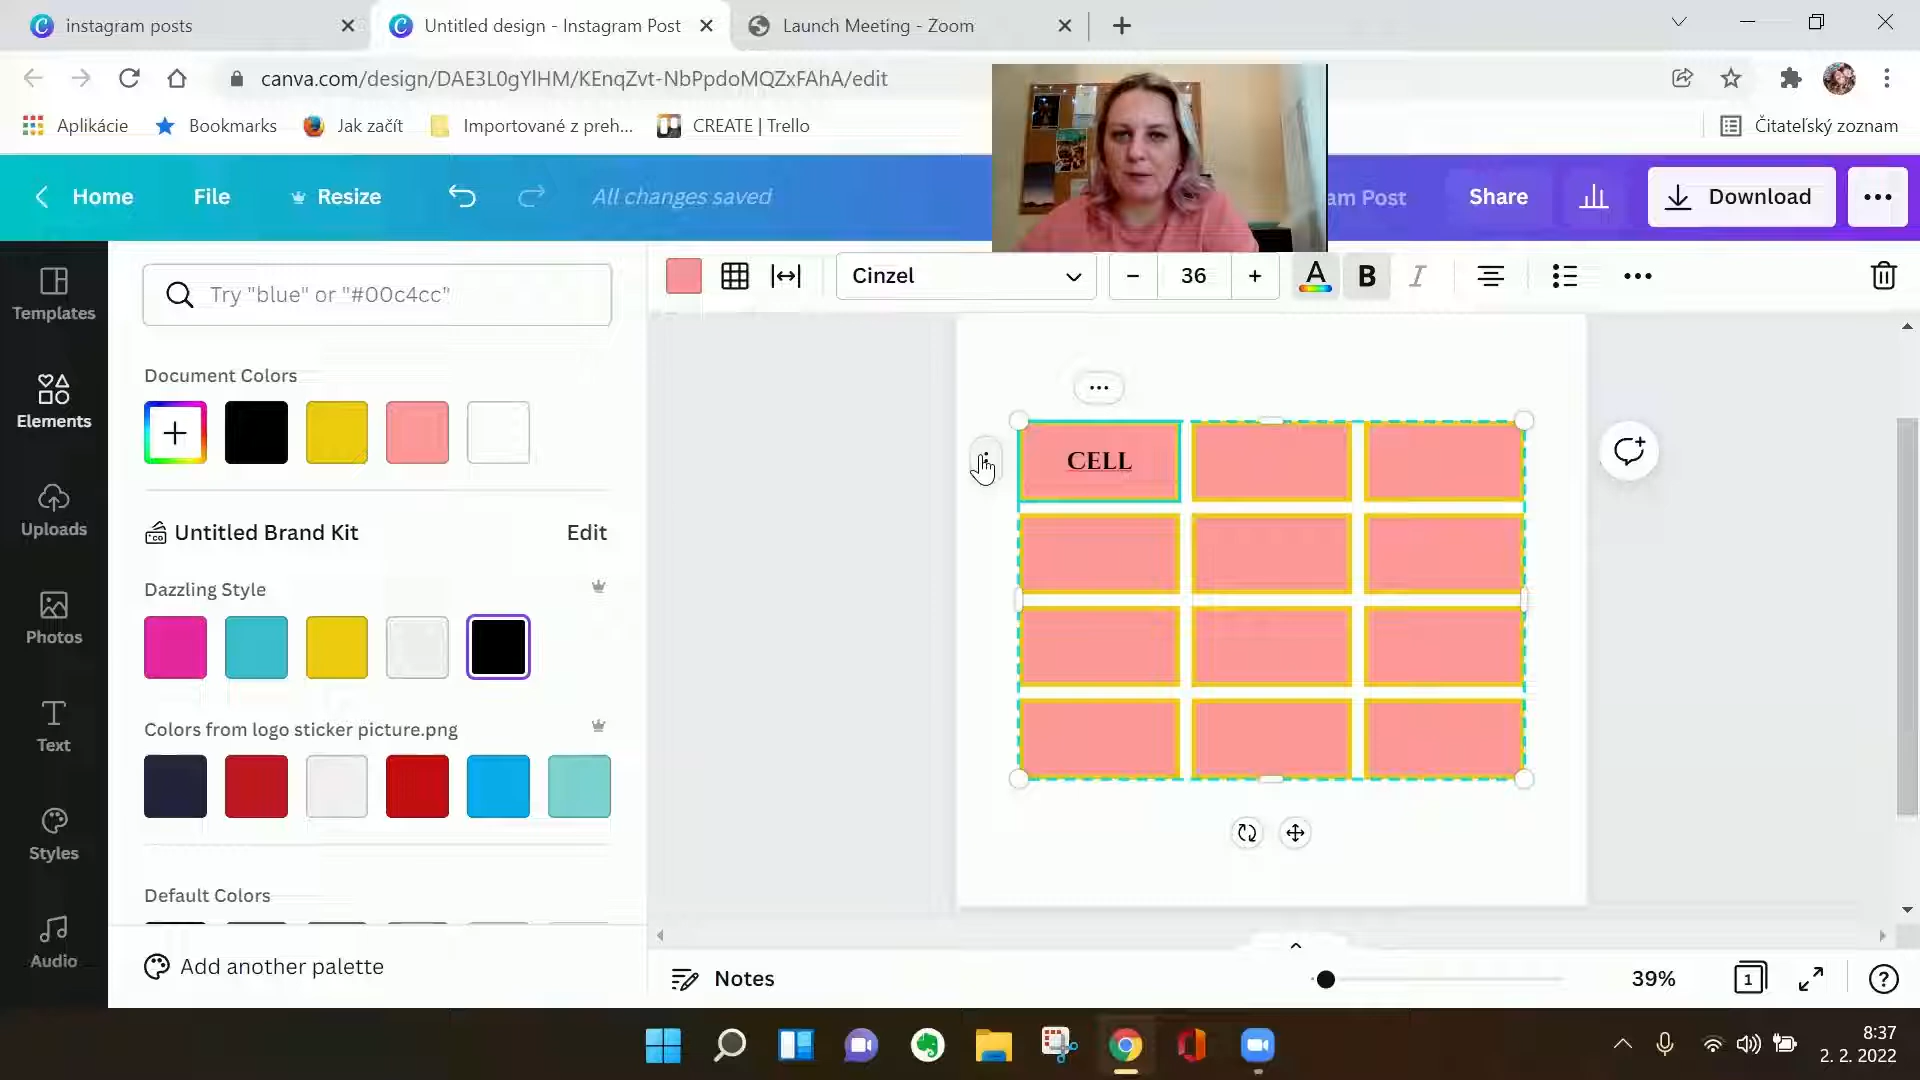 instagram posts
Untitled design - Instagram Post
Launch Meeting - Zoom
canva.com/design/DAE3L0gYlHM/KEnqZvt-NbPpdoMQZxFAhA/edit
Aplikácie
Bookmarks
Jak začít
Importované z preh...
CREATE | Trello
Čitateľský zoznam
Home
File
Resize
All changes saved
am Post
Share
Download
Templates
Elements
Uploads
Photos
Text
Styles
Audio
Try "blue" or "#00c4cc"
Document Colors
Untitled Brand Kit
Edit
Dazzling Style
Colors from logo sticker picture.png
Default Colors
Add another palette
Cinzel
36
A
B
I
CELL
Notes
39%
1
8:37
2. 2. 2022